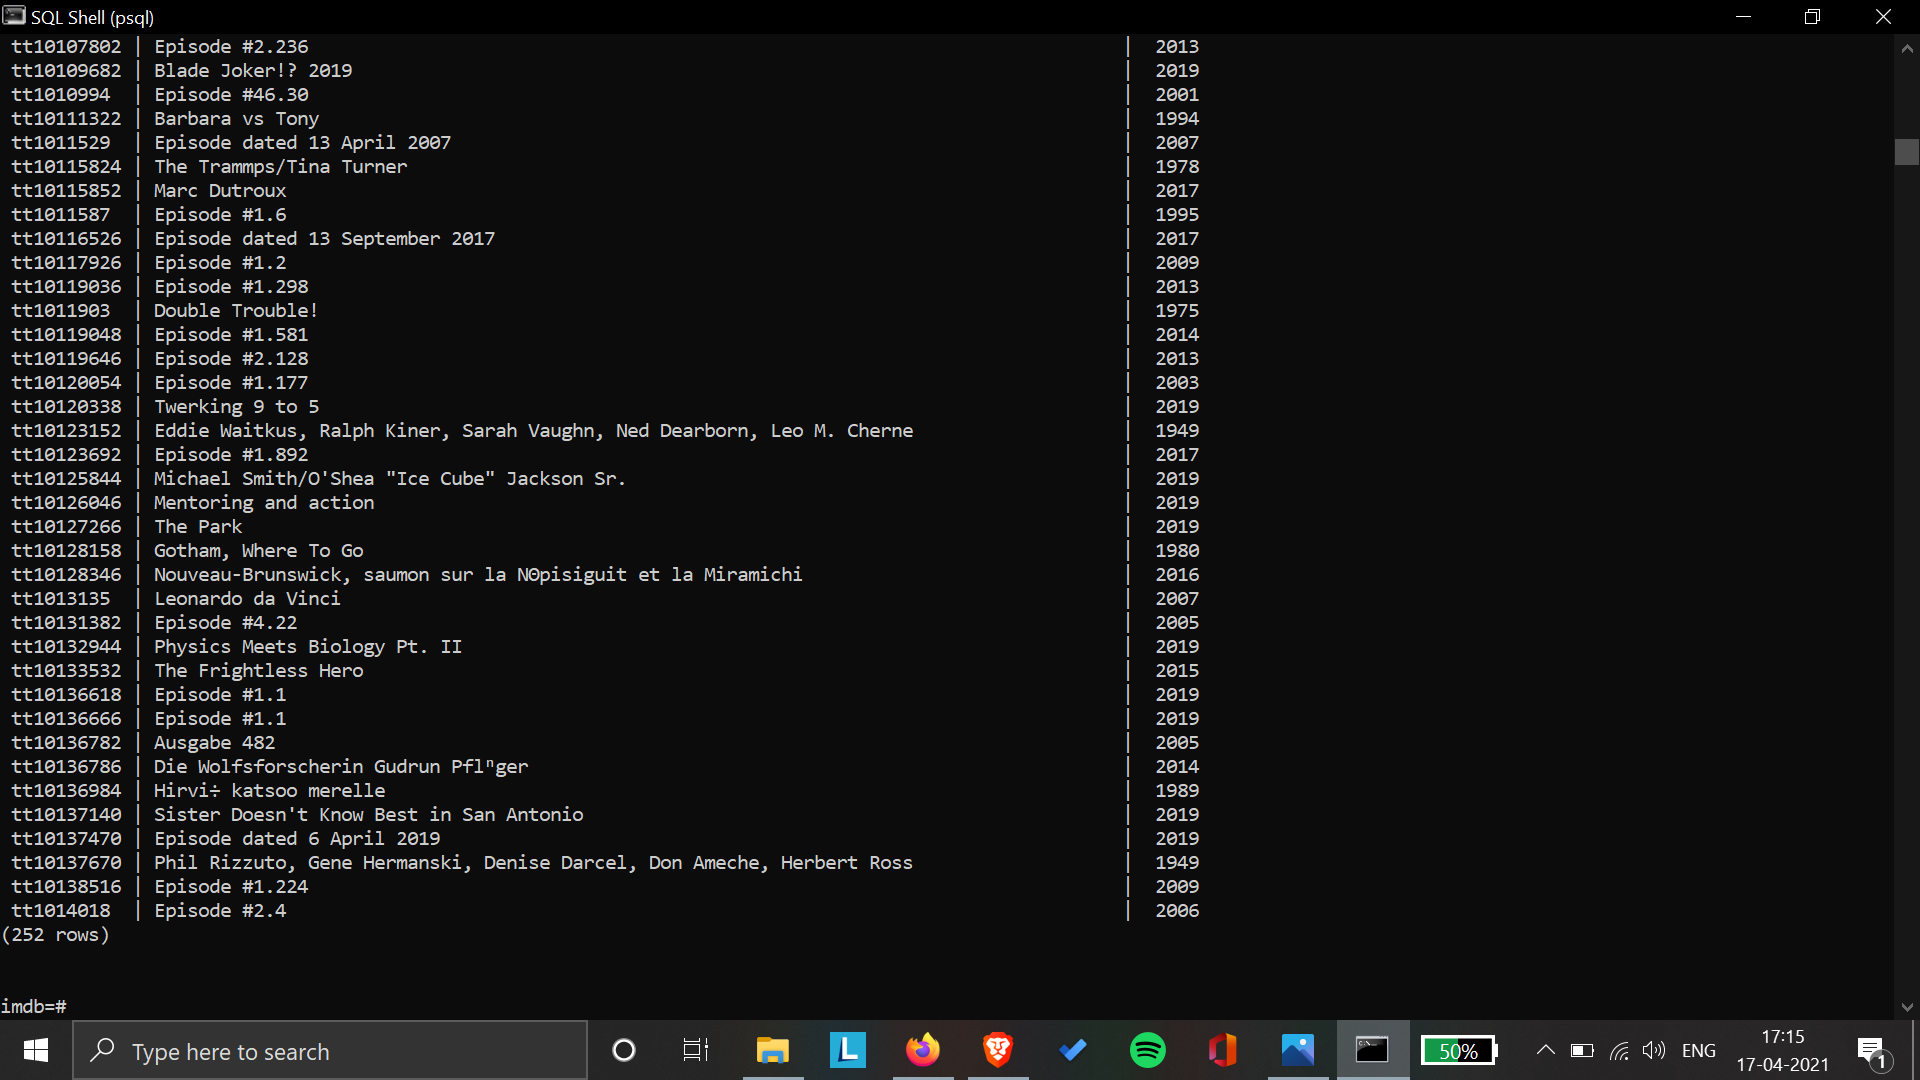 SQL Shell (psql)
tt10107802 | Episode #2.236 | 2013
tt10109682 | Blade Joker!? 2019 | 2019
tt1010994 | Episode #46.30 | 2001
tt10111322 | Barbara vs Tony | 1994
tt1011529 | Episode dated 13 April 2007 | 2007
tt10115824 | The Trammps/Tina Turner | 1978
tt10115852 | Marc Dutroux | 2017
tt1011587 | Episode #1.6 | 1995
tt10116526 | Episode dated 13 September 2017 | 2017
tt10117926 | Episode #1.2 | 2009
tt10119036 | Episode #1.298 | 2013
tt1011903 | Double Trouble! | 1975
tt10119048 | Episode #1.581 | 2014
tt10119646 | Episode #2.128 | 2013
tt10120054 | Episode #1.177 | 2003
tt10120338 | Twerking 9 to 5 | 2019
tt10123152 | Eddie Waitkus, Ralph Kiner, Sarah Vaughn, Ned Dearborn, Leo M. Cherne | 1949
tt10123692 | Episode #1.892 | 2017
tt10125844 | Michael Smith/O'Shea "Ice Cube" Jackson Sr. | 2019
tt10126046 | Mentoring and action | 2019
tt10127266 | The Park | 2019
tt10128158 | Gotham, Where To Go | 1980
tt10128346 | Nouveau-Brunswick, saumon sur la NΘpisiguit et la Miramichi | 2016
tt1013135 | Leonardo da Vinci | 2007
tt10131382 | Episode #4.22 | 2005
tt10132944 | Physics Meets Biology Pt. II | 2019
tt10133532 | The Frightless Hero | 2015
tt10136618 | Episode #1.1 | 2019
tt10136666 | Episode #1.1 | 2019
tt10136782 | Ausgabe 482 | 2005
tt10136786 | Die Wolfsforscherin Gudrun Pflⁿger | 2014
tt10136984 | Hirvi÷ katsoo merelle | 1989
tt10137140 | Sister Doesn't Know Best in San Antonio | 2019
tt10137470 | Episode dated 6 April 2019 | 2019
tt10137670 | Phil Rizzuto, Gene Hermanski, Denise Darcel, Don Ameche, Herbert Ross | 1949
tt10138516 | Episode #1.224 | 2009
tt1014018 | Episode #2.4 | 2006
(252 rows)
imdb=#
Type here to search
L
C:\_
50%
ENG
17:15
17-04-2021
1